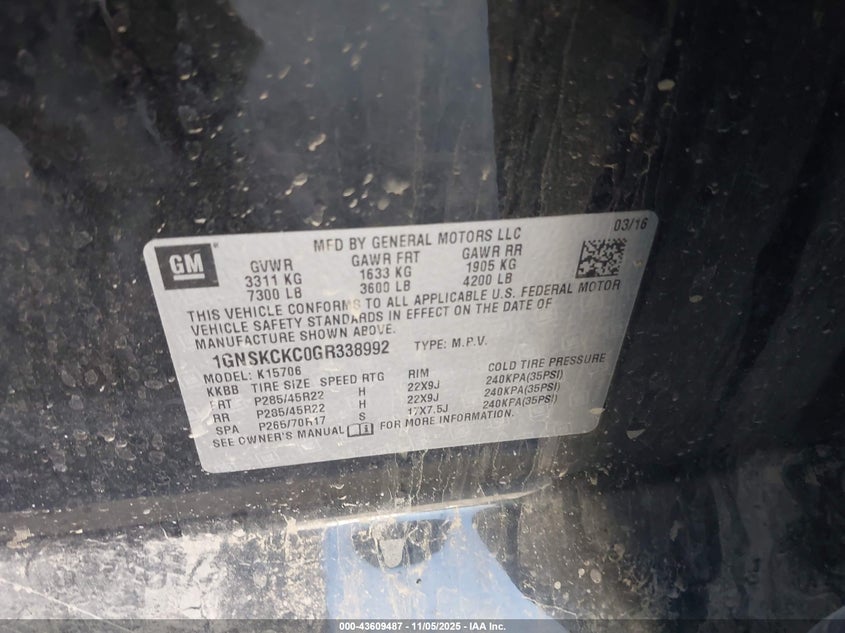 GM
MFD BY GENERAL MOTORS LLC
03/16
GVWR GAWR FRT GAWR RR
3311 KG 1633 KG 1905 KG
7300 LB 3600 LB 4200 LB
THIS VEHICLE CONFORMS TO ALL APPLICABLE U.S. FEDERAL MOTOR
VEHICLE SAFETY STANDARDS IN EFFECT ON THE DATE OF
MANUFACTURE SHOWN ABOVE.
1GNSKCKC0GR338992 TYPE: M.P.V.
MODEL: K15706
KKBB TIRE SIZE SPEED RTG RIM COLD TIRE PRESSURE
FRT P285/45R22 H 22X9J 240KPA(35PSI)
RR P285/45R22 H 22X9J 240KPA(35PSI)
SPA P265/70R17 S 17X7.5J 240KPA(35PSI)
SEE OWNER'S MANUAL FOR MORE INFORMATION.
000-43609487 - 11/05/2025 - IAA Inc.